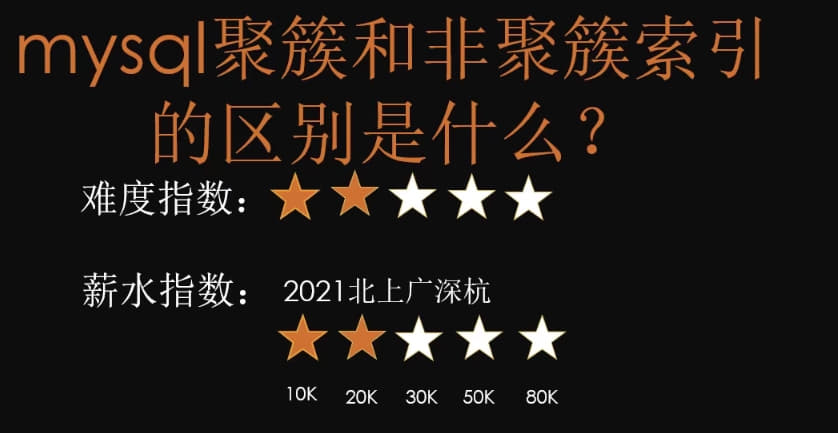 mysql聚簇和非聚簇索引
的区别是什么？
难度指数：
薪水指数： 2021北上广深杭
10K 20K 30K 50K 80K